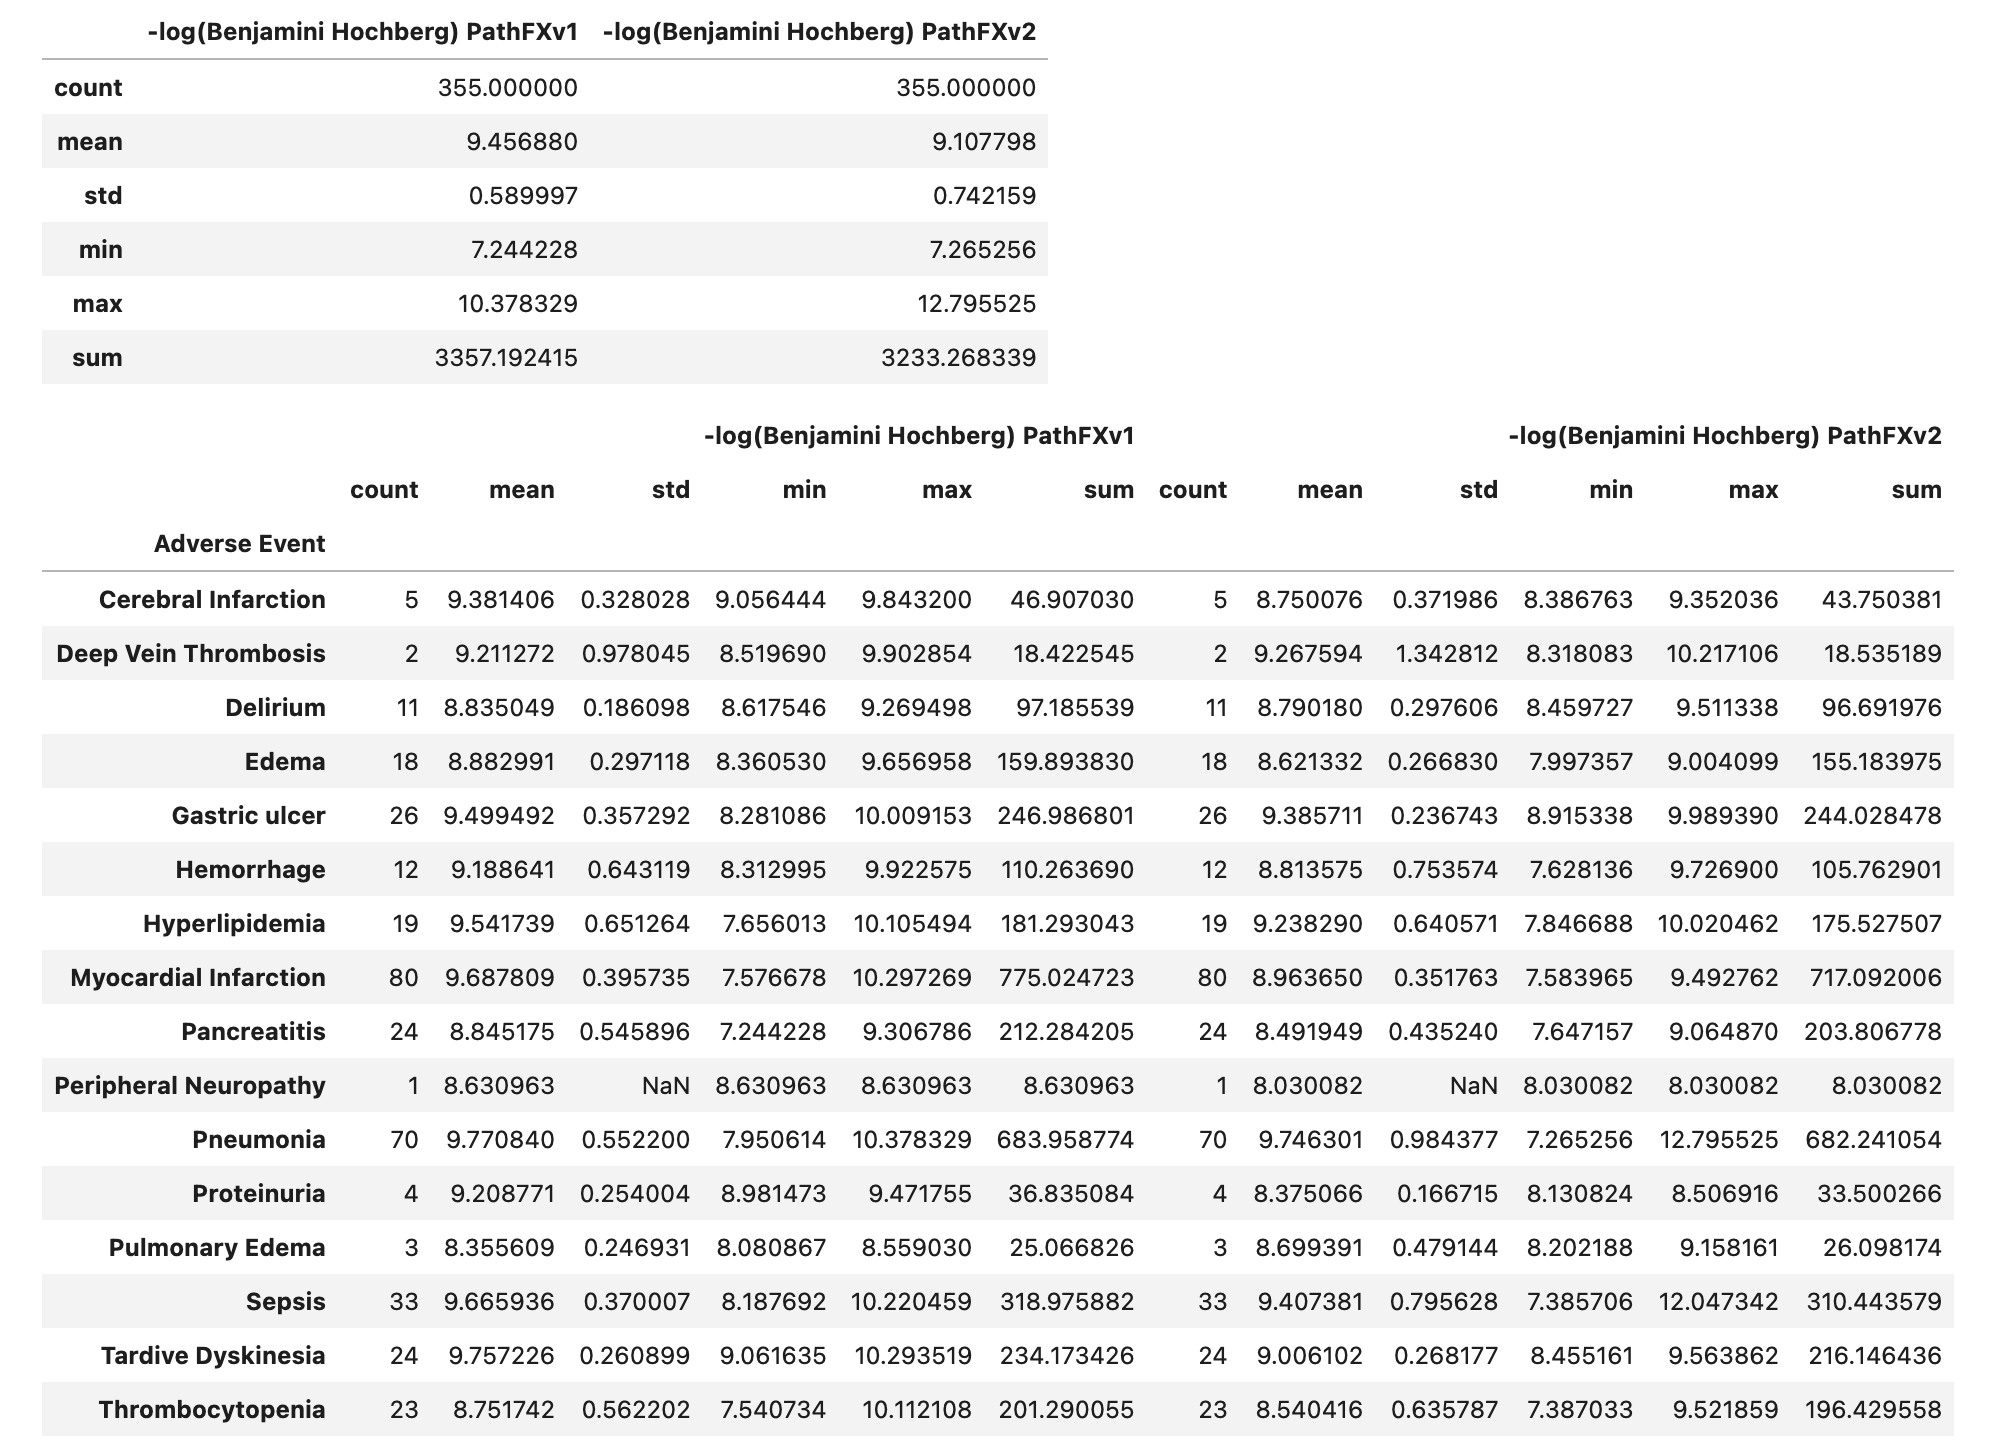 -log(Benjamini Hochberg) PathFXv1 -log(Benjamini Hochberg) PathFXv2
count 355.000000 355.000000
mean 9.456880 9.107798
std 0.589997 0.742159
min 7.244228 7.265256
max 10.378329 12.795525
sum 3357.192415 3233.268339
-log(Benjamini Hochberg) PathFXv1 -log(Benjamini Hochberg) PathFXv2
count mean std min max sum count mean std min max sum
Adverse Event
Cerebral Infarction 5 9.381406 0.328028 9.056444 9.843200 46.907030 5 8.750076 0.371986 8.386763 9.352036 43.750381
Deep Vein Thrombosis 2 9.211272 0.978045 8.519690 9.902854 18.422545 2 9.267594 1.342812 8.318083 10.217106 18.535189
Delirium 11 8.835049 0.186098 8.617546 9.269498 97.185539 11 8.790180 0.297606 8.459727 9.511338 96.691976
Edema 18 8.882991 0.297118 8.360530 9.656958 159.893830 18 8.621332 0.266830 7.997357 9.004099 155.183975
Gastric ulcer 26 9.499492 0.357292 8.281086 10.009153 246.986801 26 9.385711 0.236743 8.915338 9.989390 244.028478
Hemorrhage 12 9.188641 0.643119 8.312995 9.922575 110.263690 12 8.813575 0.753574 7.628136 9.726900 105.762901
Hyperlipidemia 19 9.541739 0.651264 7.656013 10.105494 181.293043 19 9.238290 0.640571 7.846688 10.020462 175.527507
Myocardial Infarction 80 9.687809 0.395735 7.576678 10.297269 775.024723 80 8.963650 0.351763 7.583965 9.492762 717.092006
Pancreatitis 24 8.845175 0.545896 7.244228 9.306786 212.284205 24 8.491949 0.435240 7.647157 9.064870 203.806778
Peripheral Neuropathy 1 8.630963 NaN 8.630963 8.630963 8.630963 1 8.030082 NaN 8.030082 8.030082 8.030082
Pneumonia 70 9.770840 0.552200 7.950614 10.378329 683.958774 70 9.746301 0.984377 7.265256 12.795525 682.241054
Proteinuria 4 9.208771 0.254004 8.981473 9.471755 36.835084 4 8.375066 0.166715 8.130824 8.506916 33.500266
Pulmonary Edema 3 8.355609 0.246931 8.080867 8.559030 25.066826 3 8.699391 0.479144 8.202188 9.158161 26.098174
Sepsis 33 9.665936 0.370007 8.187692 10.220459 318.975882 33 9.407381 0.795628 7.385706 12.047342 310.443579
Tardive Dyskinesia 24 9.757226 0.260899 9.061635 10.293519 234.173426 24 9.006102 0.268177 8.455161 9.563862 216.146436
Thrombocytopenia 23 8.751742 0.562202 7.540734 10.112108 201.290055 23 8.540416 0.635787 7.387033 9.521859 196.429558